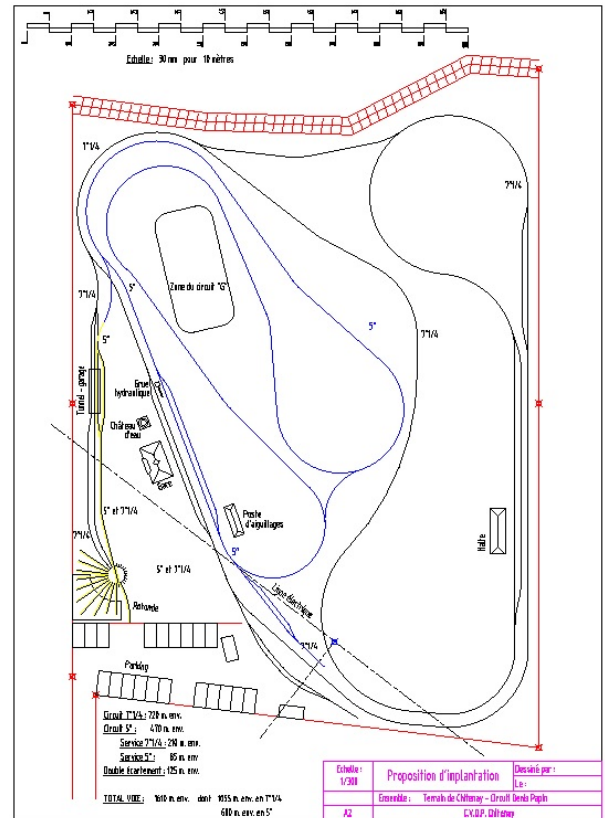 Echelle : 30 mm pour 10 mètres
7"1/4
7"1/4
Zone du circuit "G"
7"1/4
5"
5"
7"1/4
5"
Tunnel - garage
Grue
hydraulique
Château
d'eau
Gare
Poste
d'aiguillages
5" et 7"1/4
Halte
7"1/4
5"
5" et 7"1/4
Ligne électrique
Rotonde
7"1/4
Parking
Circuit 7"1/4 : 720 m. env.
Circuit 5" : 470 m. env.
Service 7"1/4 : 210 m. env.
Service 5" : 85 m. env.
Double écartement : 125 m. env.
TOTAL VOIE : 1610 m. env. dont 1055 m. env. en 7"1/4
680 m. env. en 5"
Echelle :
1/300
Proposition d'implantation
Dessiné par :
Le :
Ensemble : Terrain de Chitenay - Circuit Denis Papin
A2
C.V.D.P. Chitenay